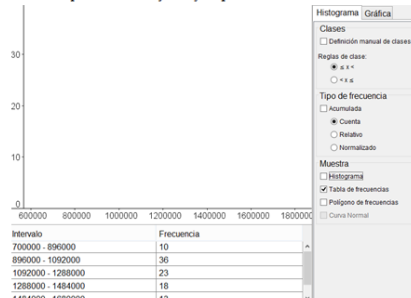 Histograma Gráfica
Clases
Definición manual de clases
Reglas de clase:
≤ x <
< x ≤
Tipo de frecuencia
Acumulada
Cuenta
Relativo
Normalizado
Muestra
Histograma
Tabla de frecuencias
Polígono de frecuencias
Curva Normal
30
20
10
0
600000 800000 1000000 1200000 1400000 1600000 1800000
Intervalo Frecuencia
700000 - 896000 10
896000 - 1092000 36
1092000 - 1288000 23
1288000 - 1484000 18